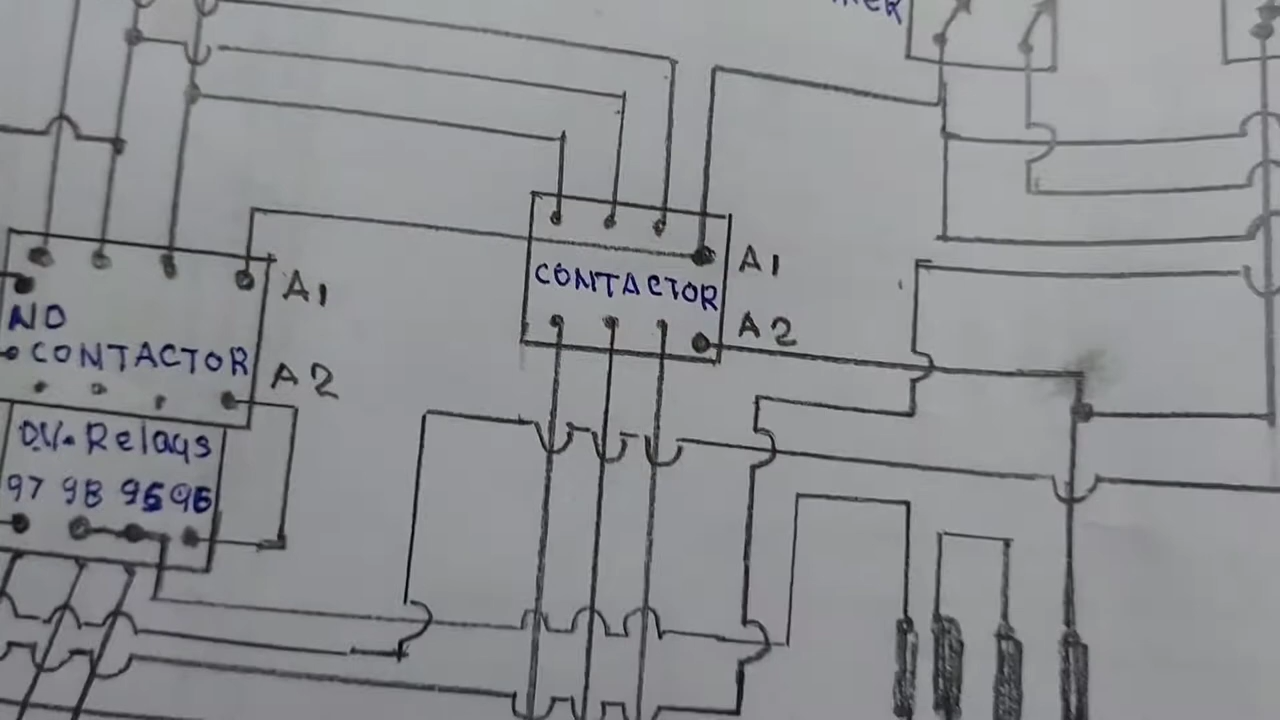 A1
CONTACTOR
A2
A1
NO
CONTACTOR
A2
O/L Relays
97 98 95 96